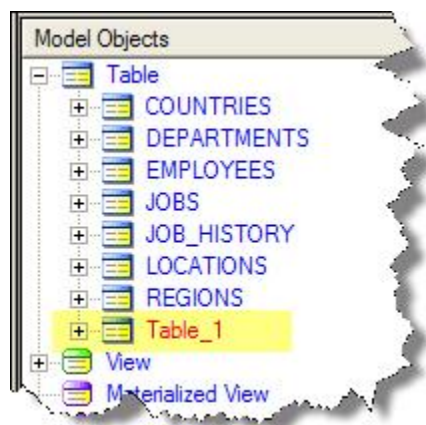 Model Objects
Table
COUNTRIES
DEPARTMENTS
EMPLOYEES
JOBS
JOB_HISTORY
LOCATIONS
REGIONS
Table_1
View
Materialized View